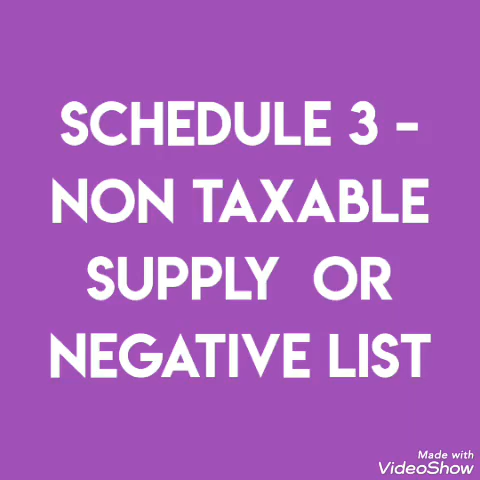 SCHEDULE 3 -
NON TAXABLE
SUPPLY OR
NEGATIVE LIST
Made with
VideoShow